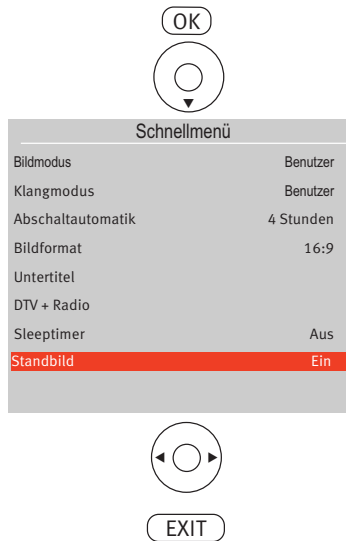 OK
Schnellmenü
Bildmodus Benutzer
Klangmodus Benutzer
Abschaltautomatik 4 Stunden
Bildformat 16:9
Untertitel
DTV + Radio
Sleeptimer Aus
Standbild Ein
EXIT